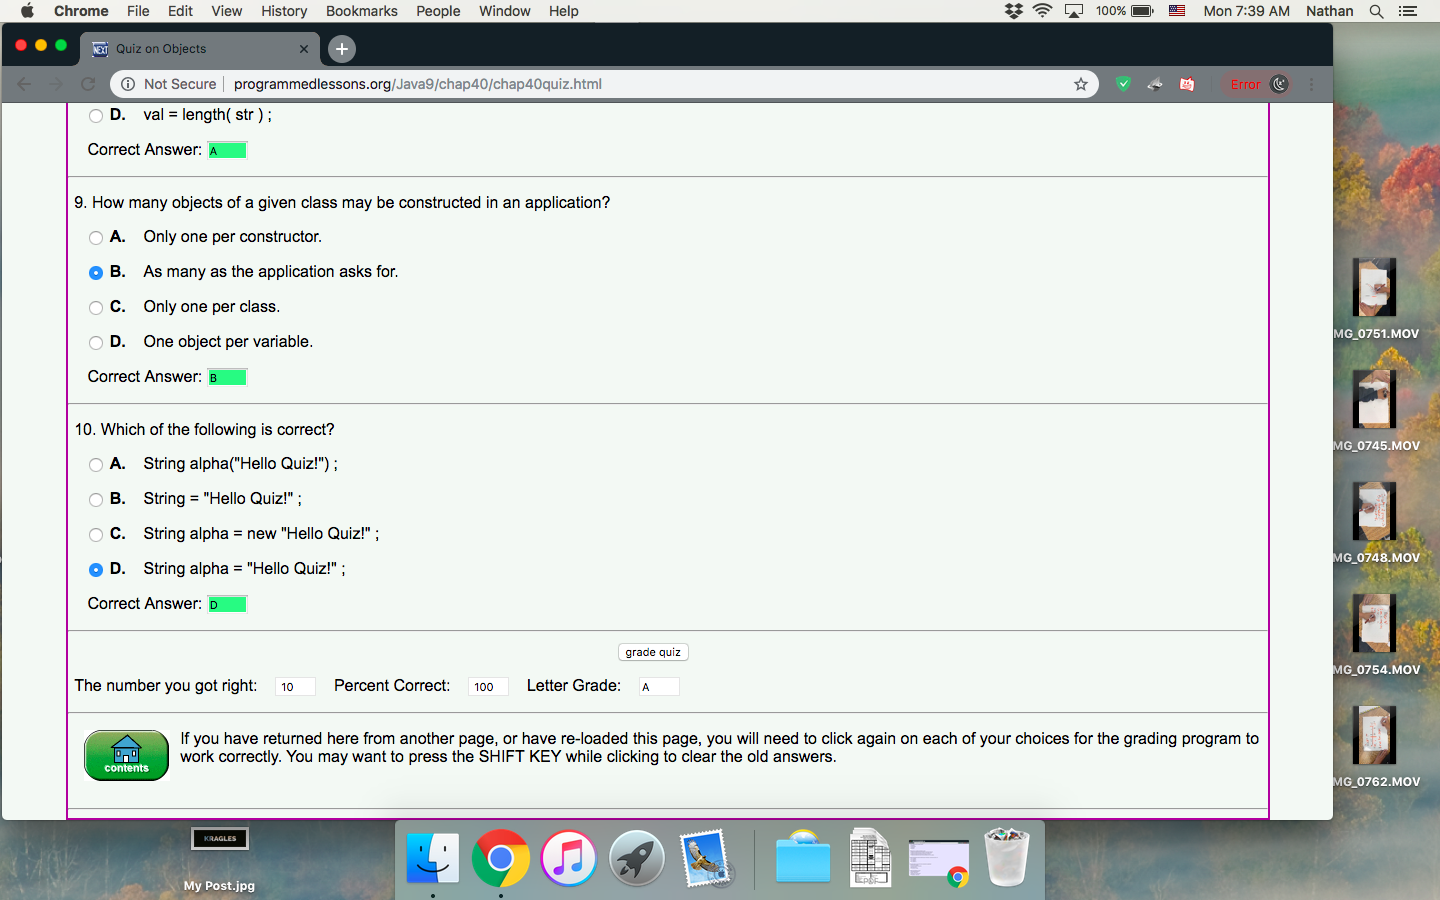 Chrome File Edit View History Bookmarks People Window Help 100% Mon 7:39 AM Nathan
NEXT Quiz on Objects
Not Secure programmedlessons.org/Java9/chap40/chap40quiz.html Error
D. val = length( str ) ;
Correct Answer: A
9. How many objects of a given class may be constructed in an application?
A. Only one per constructor.
B. As many as the application asks for.
C. Only one per class.
D. One object per variable.
Correct Answer: B
10. Which of the following is correct?
A. String alpha("Hello Quiz!") ;
B. String = "Hello Quiz!" ;
C. String alpha = new "Hello Quiz!" ;
D. String alpha = "Hello Quiz!" ;
Correct Answer: D
grade quiz
The number you got right: 10 Percent Correct: 100 Letter Grade: A
contents
If you have returned here from another page, or have re-loaded this page, you will need to click again on each of your choices for the grading program to
work correctly. You may want to press the SHIFT KEY while clicking to clear the old answers.
MG_0751.MOV
MG_0745.MOV
MG_0748.MOV
MG_0754.MOV
MG_0762.MOV
KRAGLES
My Post.jpg